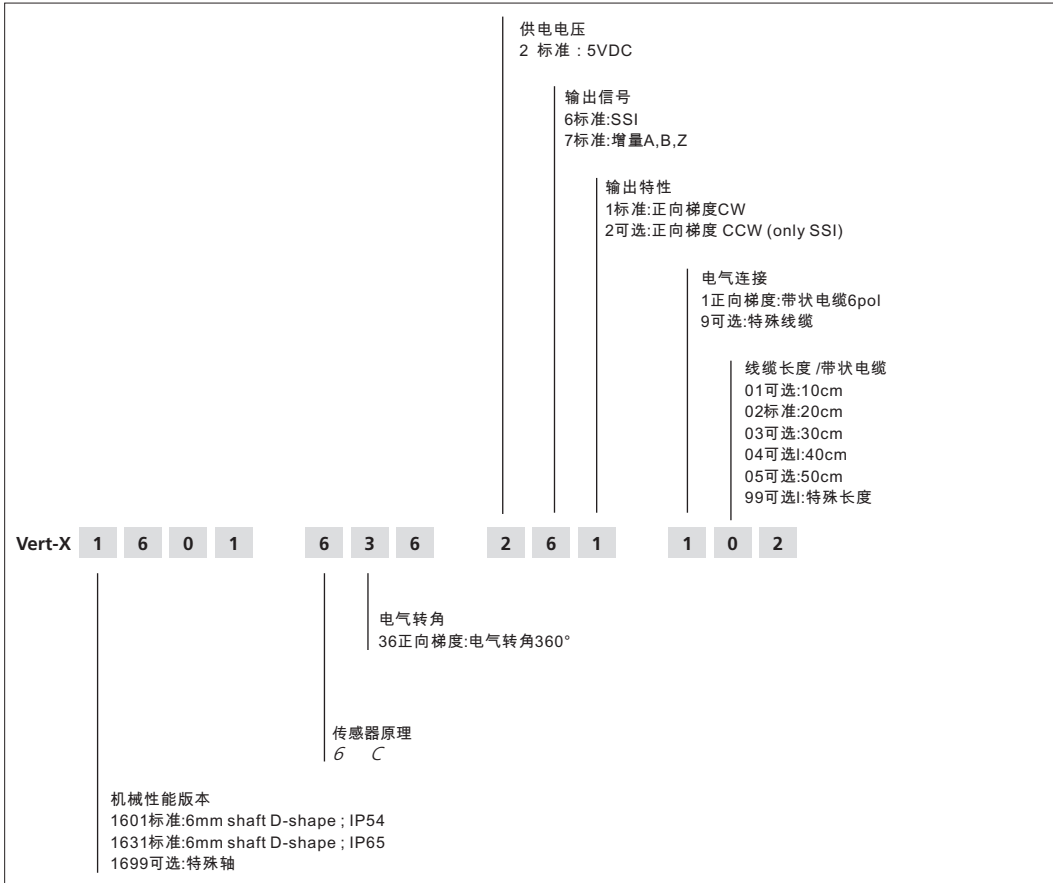 供电电压
2 标准 : 5VDC
输出信号
6标准:SSI
7标准:增量A,B,Z
输出特性
1标准:正向梯度CW
2可选:正向梯度 CCW (only SSI)
电气连接
1正向梯度:带状电缆6pol
9可选:特殊线缆
线缆长度 /带状电缆
01可选:10cm
02标准:20cm
03可选:30cm
04可选l:40cm
05可选:50cm
99可选l:特殊长度
Vert-X 1 6 0 1 6 3 6 2 6 1 1 0 2
电气转角
36正向梯度:电气转角360°
传感器原理
6 C
机械性能版本
1601标准:6mm shaft D-shape ; IP54
1631标准:6mm shaft D-shape ; IP65
1699可选:特殊轴